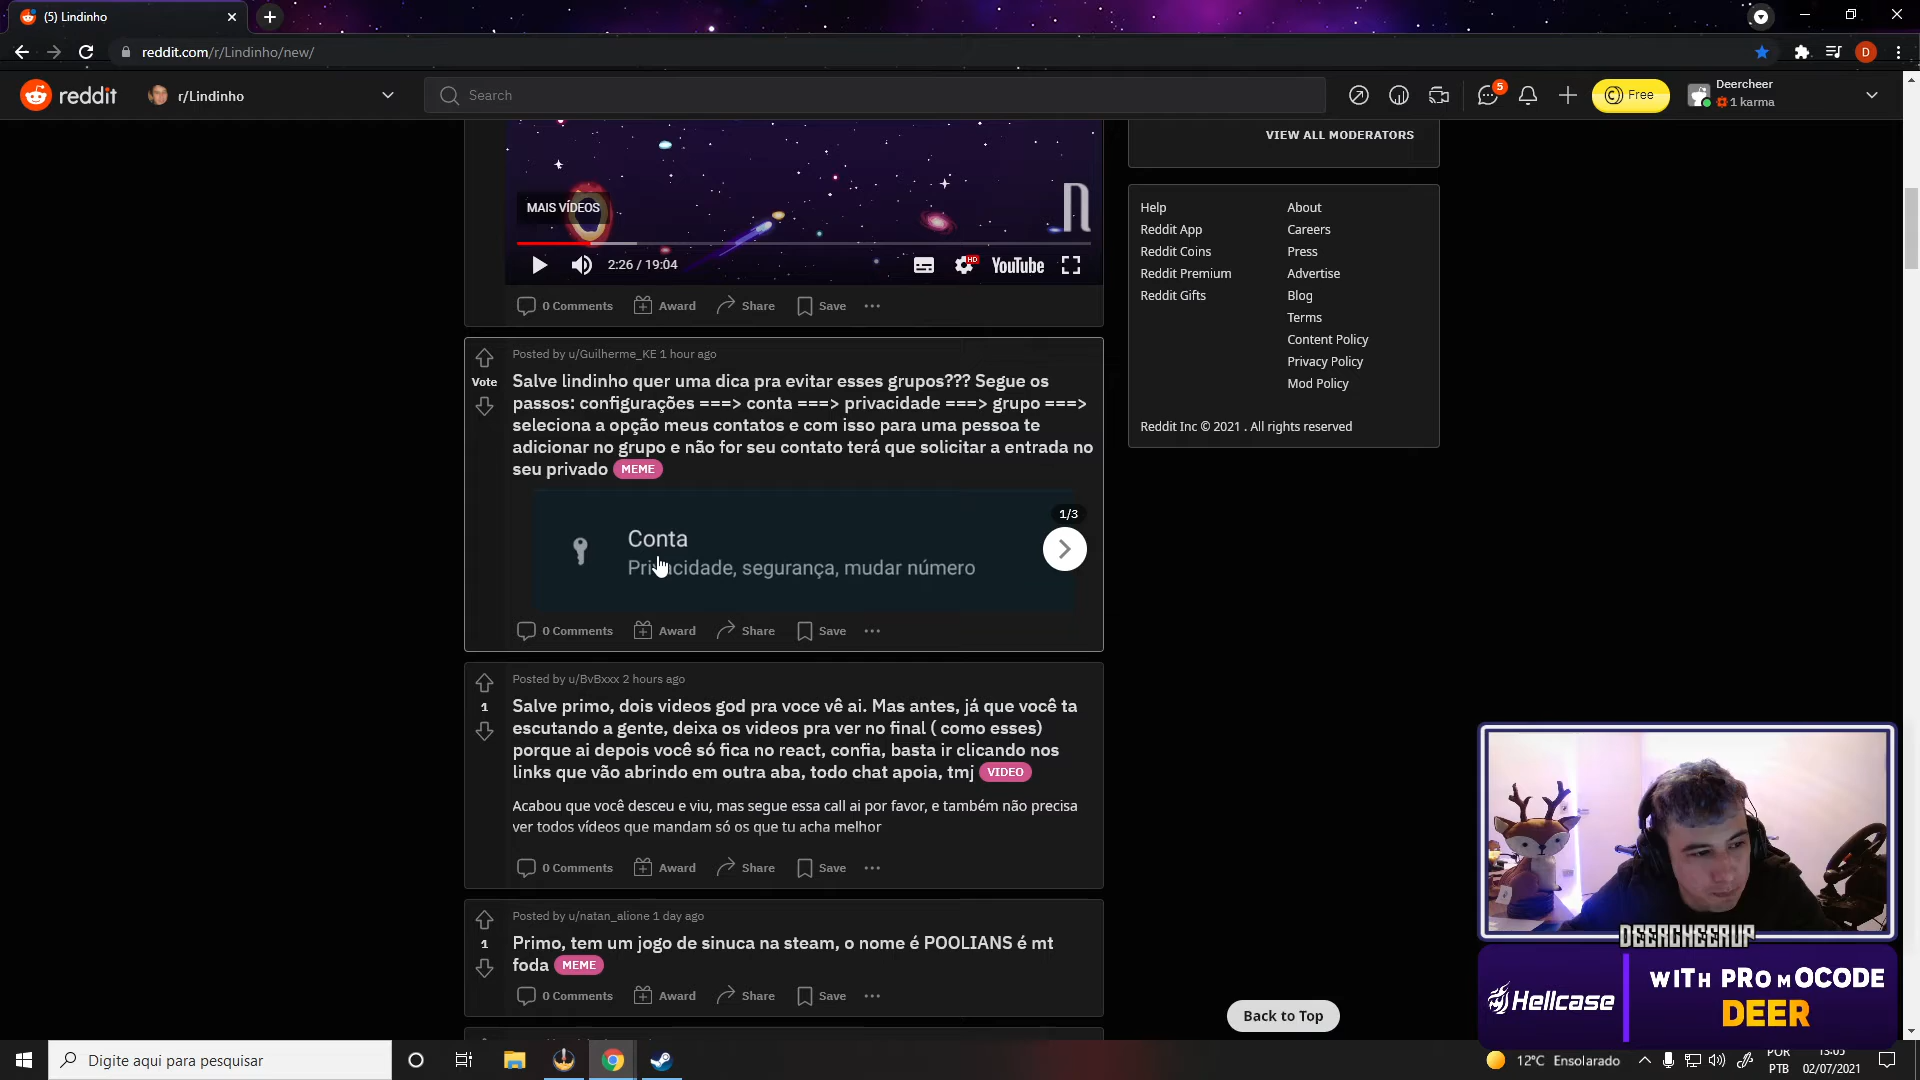 (5) Lindinho
reddit.com/r/Lindinho/new/
D
reddit
r/Lindinho
Search
5
Free
Deercheer
1 karma
VIEW ALL MODERATORS
MAIS VÍDEOS
2:26 / 19:04
HD
YouTube
0 Comments
Award
Share
Save
Help
About
Reddit App
Careers
Reddit Coins
Press
Reddit Premium
Advertise
Reddit Gifts
Blog
Terms
Content Policy
Privacy Policy
Mod Policy
Reddit Inc © 2021 . All rights reserved
Posted by u/Guilherme_KE 1 hour ago
Vote
Salve lindinho quer uma dica pra evitar esses grupos??? Segue os
passos: configurações ===> conta ===> privacidade ===> grupo ===>
seleciona a opção meus contatos e com isso para uma pessoa te
adicionar no grupo e não for seu contato terá que solicitar a entrada no
seu privado MEME
1/3
Conta
Privacidade, segurança, mudar número
0 Comments
Award
Share
Save
Posted by u/BvBxxx 2 hours ago
1
Salve primo, dois videos god pra voce vê ai. Mas antes, já que você ta
escutando a gente, deixa os videos pra ver no final ( como esses)
porque ai depois você só fica no react, confia, basta ir clicando nos
links que vão abrindo em outra aba, todo chat apoia, tmj VIDEO
Acabou que você desceu e viu, mas segue essa call ai por favor, e também não precisa
ver todos vídeos que mandam só os que tu acha melhor
0 Comments
Award
Share
Save
Posted by u/natan_alione 1 day ago
1
Primo, tem um jogo de sinuca na steam, o nome é POOLIANS é mt
foda MEME
0 Comments
Award
Share
Save
Back to Top
DEERCHEERUP
Hellcase
WITH PROMOCODE
DEER
Digite aqui para pesquisar
12°C Ensolarado
POR
PTB
13:05
02/07/2021